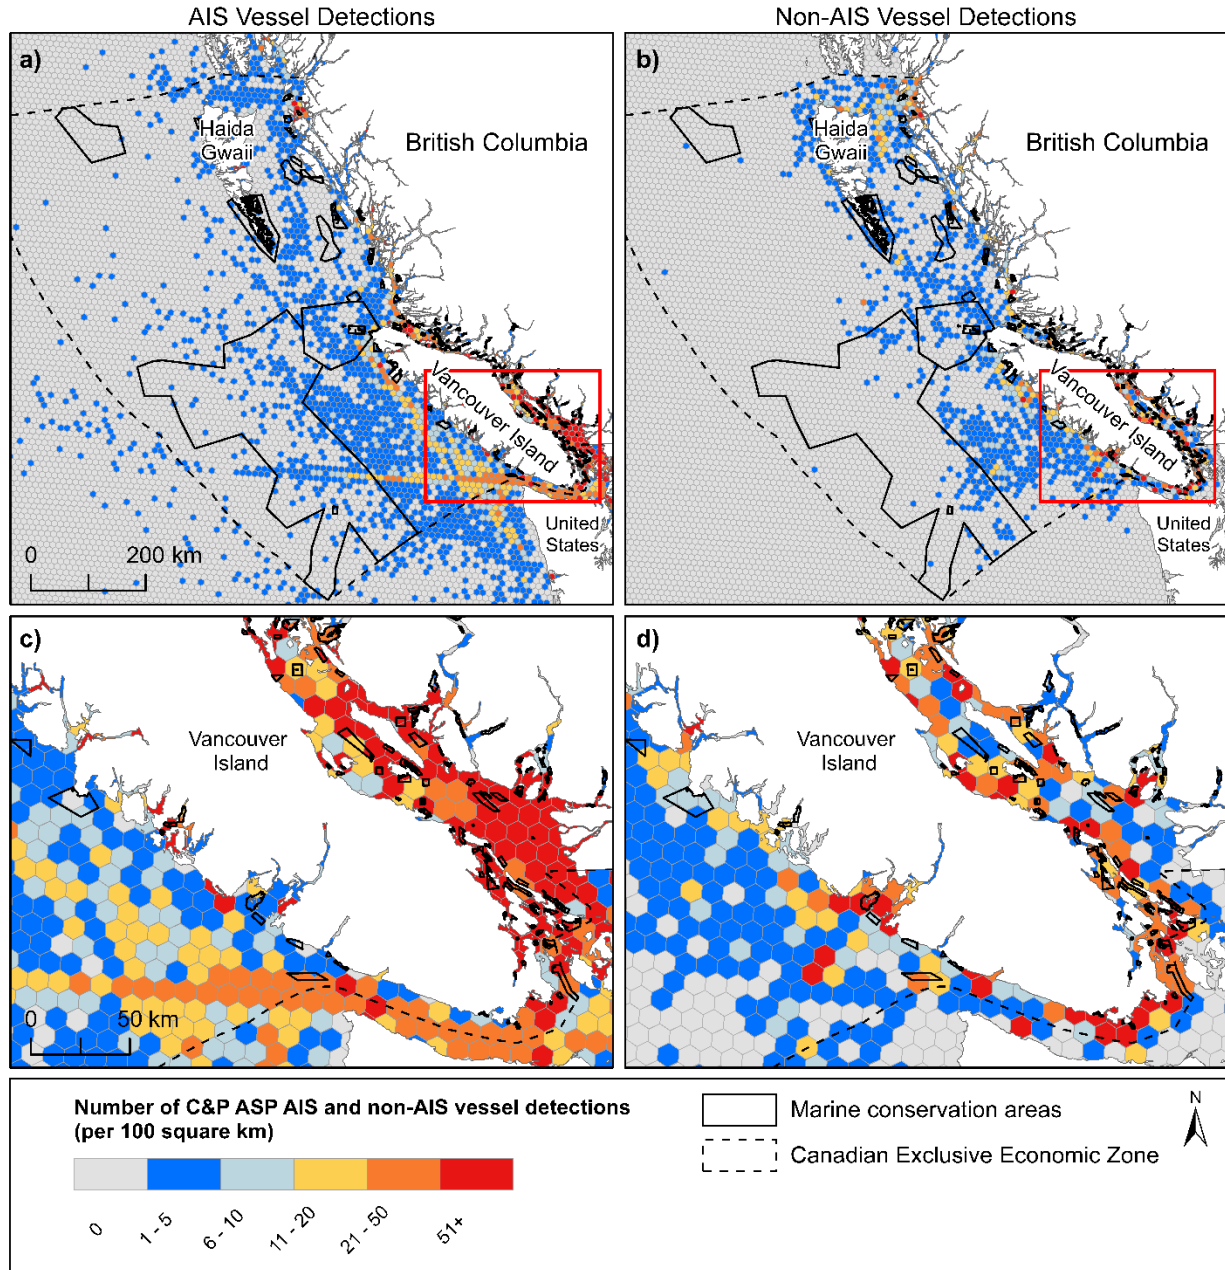 AIS Vessel Detections
Non-AIS Vessel Detections
a)
Haida
Gwaii
British Columbia
Vancouver Island
United
States
0 200 km
b)
Haida
Gwaii
British Columbia
Vancouver Island
United
States
c)
Vancouver
Island
0 50 km
d)
Vancouver
Island
Number of C&P ASP AIS and non-AIS vessel detections
(per 100 square km)
0
1 - 5
6 - 10
11 - 20
21 - 50
51+
Marine conservation areas
Canadian Exclusive Economic Zone
N